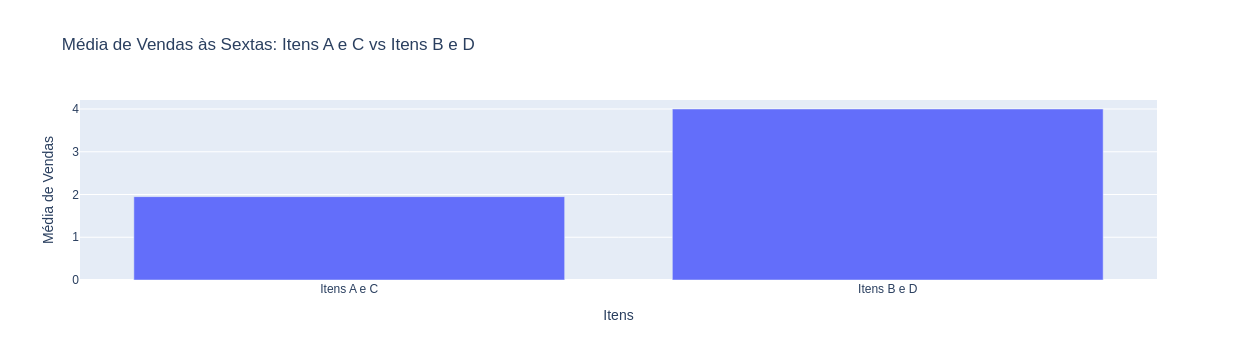 Média de Vendas às Sextas: Itens A e C vs Itens B e D
Média de Vendas
4
3
2
1
0
Itens A e C
Itens B e D
Itens